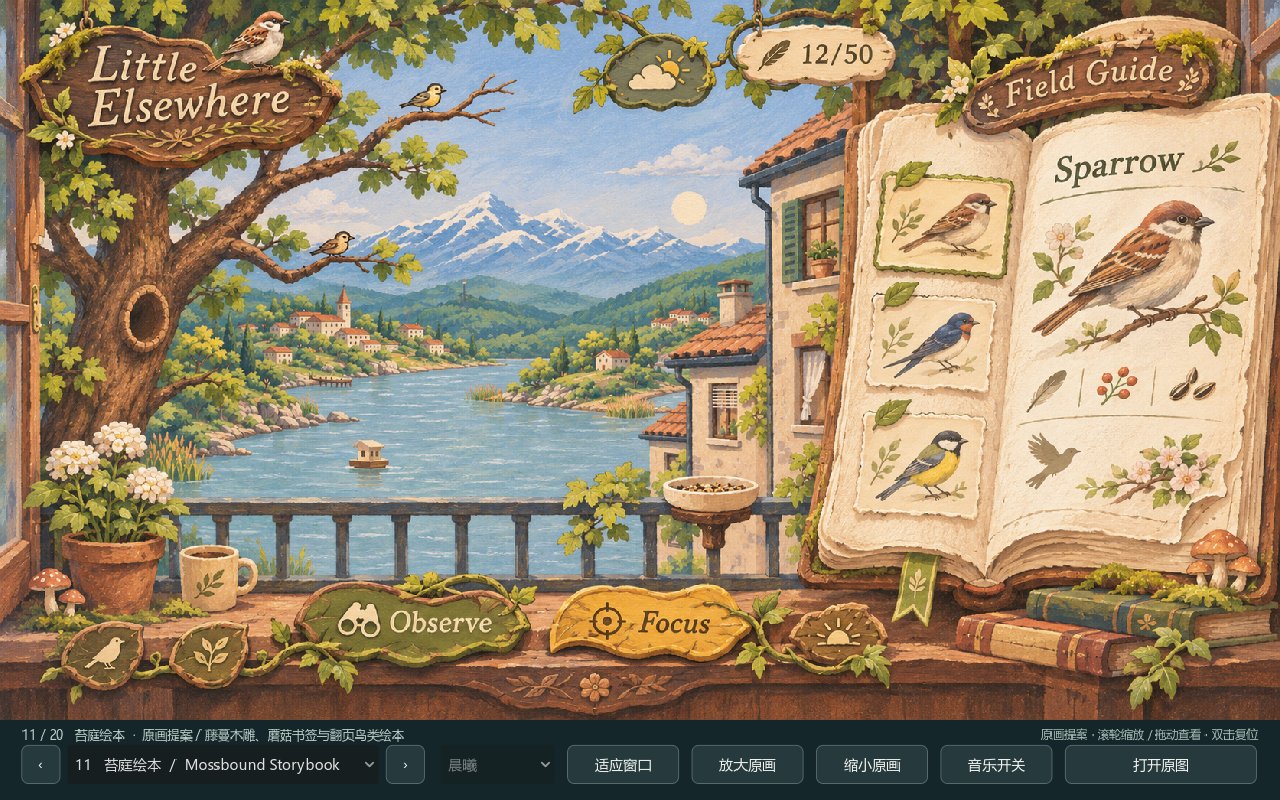 Little
Elsewhere
12/50
Field Guide
Sparrow
Observe
Focus
11 / 20 苔庭绘本 · 原画提案 / 藤蔓木雕、蘑菇书签与翻页鸟类绘本
原画提案 · 滚轮缩放 / 拖动查看 · 双击复位
‹
11 苔庭绘本 / Mossbound Storybook
›
晨曦
适应窗口
放大原画
缩小原画
音乐开关
打开原图